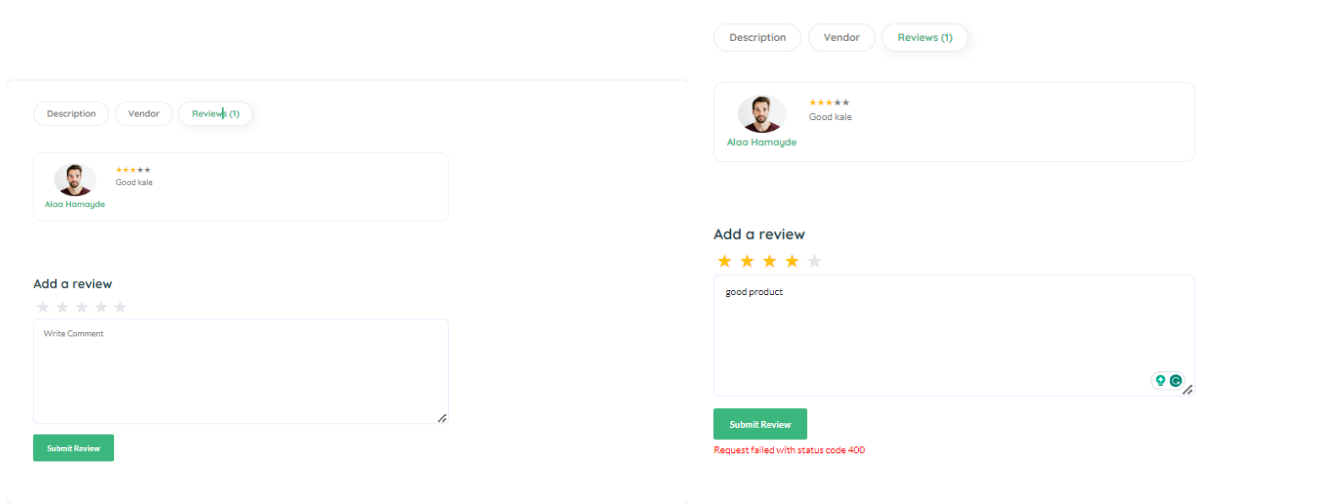 Description Vendor Reviews (1)
Good kale
Alaa Hamayde
Add a review
Write Comment
Submit Review
Description Vendor Reviews (1)
Good kale
Alaa Hamayde
Add a review
good product
Submit Review
Request failed with status code 400